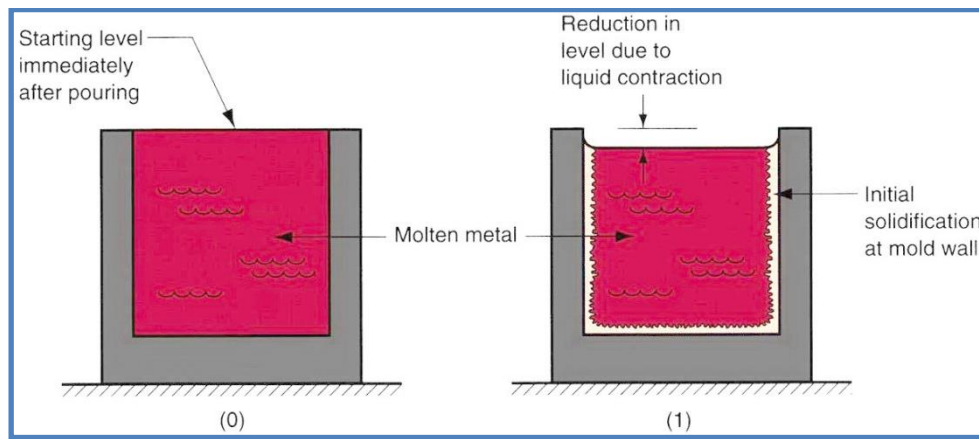 Starting level
immediately
after pouring
Reduction in
level due to
liquid contraction
Molten metal
Initial
solidification
at mold wall
(0)
(1)